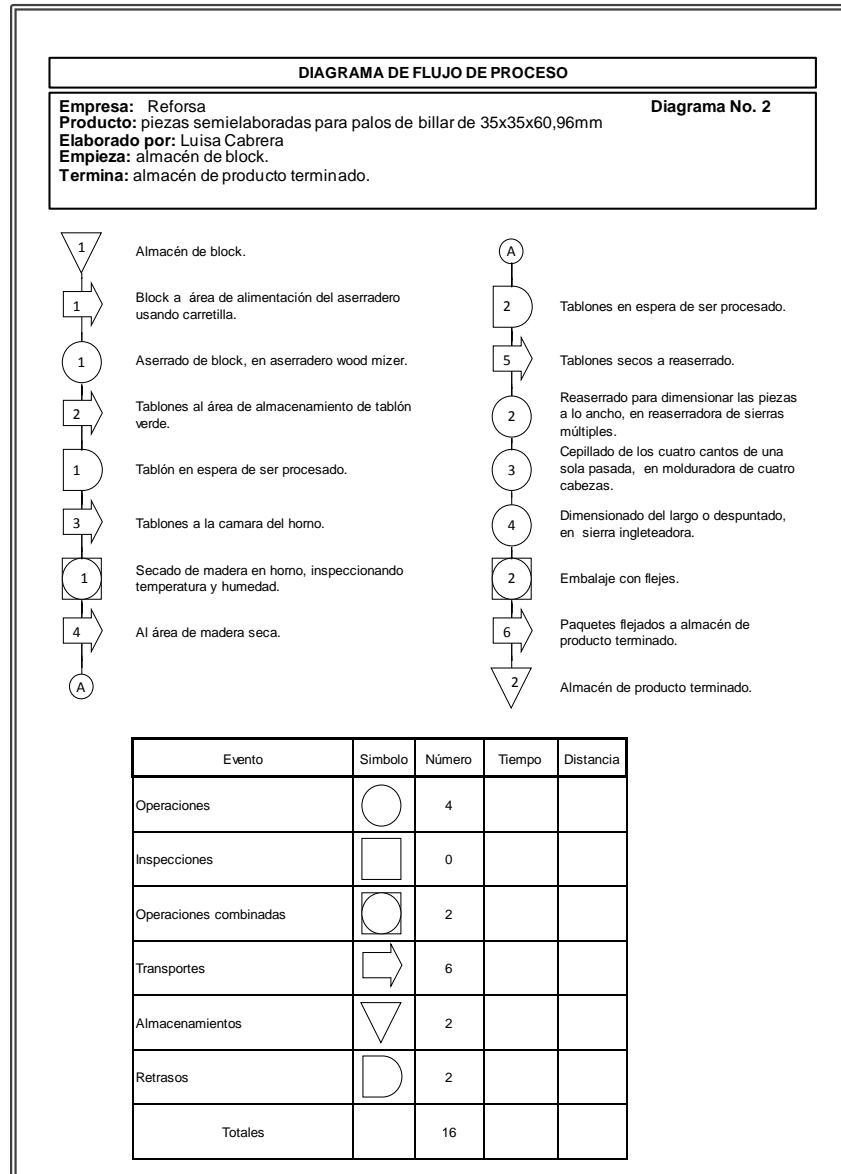 DIAGRAMA DE FLUJO DE PROCESO
Empresa: Reforsa Diagrama No. 2
Producto: piezas semielaboradas para palos de billar de 35x35x60,96mm
Elaborado por: Luisa Cabrera
Empieza: almacén de block.
Termina: almacén de producto terminado.
1 Almacén de block.
1 Block a área de alimentación del aserradero
usando carretilla.
1 Aserrado de block, en aserradero wood mizer.
2 Tablones al área de almacenamiento de tablón
verde.
1 Tablón en espera de ser procesado.
3 Tablones a la camara del horno.
1 Secado de madera en horno, inspeccionando
temperatura y humedad.
4 Al área de madera seca.
A
A
2 Tablones en espera de ser procesado.
5 Tablones secos a reaserrado.
2 Reaserrado para dimensionar las piezas
a lo ancho, en reaserradora de sierras
múltiples.
3 Cepillado de los cuatro cantos de una
sola pasada, en molduradora de cuatro
cabezas.
4 Dimensionado del largo o despuntado,
en sierra ingleteadora.
2 Embalaje con flejes.
6 Paquetes flejados a almacén de
producto terminado.
2 Almacén de producto terminado.
Evento Simbolo Número Tiempo Distancia
Operaciones 4
Inspecciones 0
Operaciones combinadas 2
Transportes 6
Almacenamientos 2
Retrasos 2
Totales 16